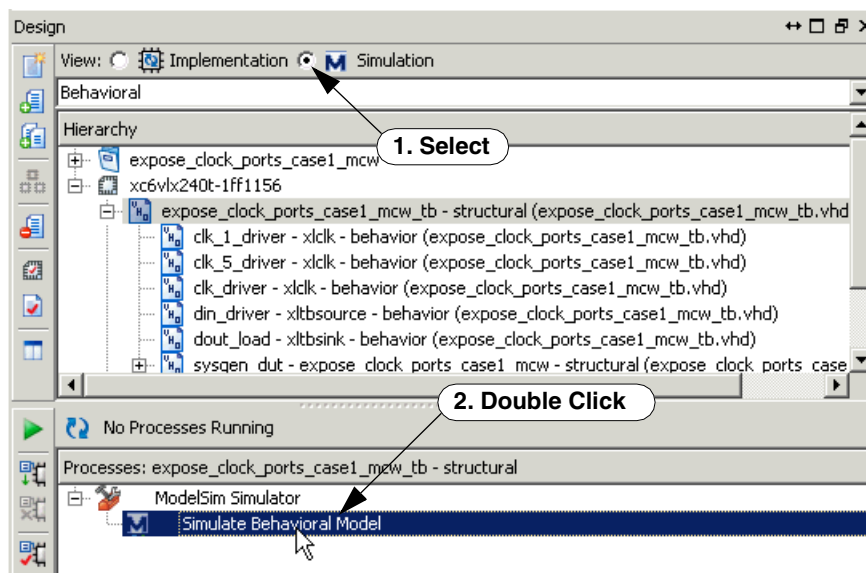 Design
View: Implementation Simulation
Behavioral
1. Select
Hierarchy
expose_clock_ports_case1_mcw
xc6vlx240t-1ff1156
expose_clock_ports_case1_mcw_tb - structural (expose_clock_ports_case1_mcw_tb.vhd
clk_1_driver - xlclk - behavior (expose_clock_ports_case1_mcw_tb.vhd)
clk_5_driver - xlclk - behavior (expose_clock_ports_case1_mcw_tb.vhd)
clk_driver - xlclk - behavior (expose_clock_ports_case1_mcw_tb.vhd)
din_driver - xltbsource - behavior (expose_clock_ports_case1_mcw_tb.vhd)
dout_load - xltbsink - behavior (expose_clock_ports_case1_mcw_tb.vhd)
sysgen_dut - expose_clock_ports_case1_mcw - structural (expose_clock_ports_case
2. Double Click
No Processes Running
Processes: expose_clock_ports_case1_mcw_tb - structural
ModelSim Simulator
Simulate Behavioral Model